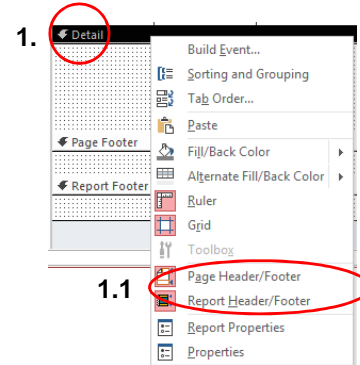 1.
Detail
Build Event...
Sorting and Grouping
Tab Order...
Paste
Page Footer
Fill/Back Color
Alternate Fill/Back Color
Report Footer
Ruler
Grid
Toolbox
1.1
Page Header/Footer
Report Header/Footer
Report Properties
Properties